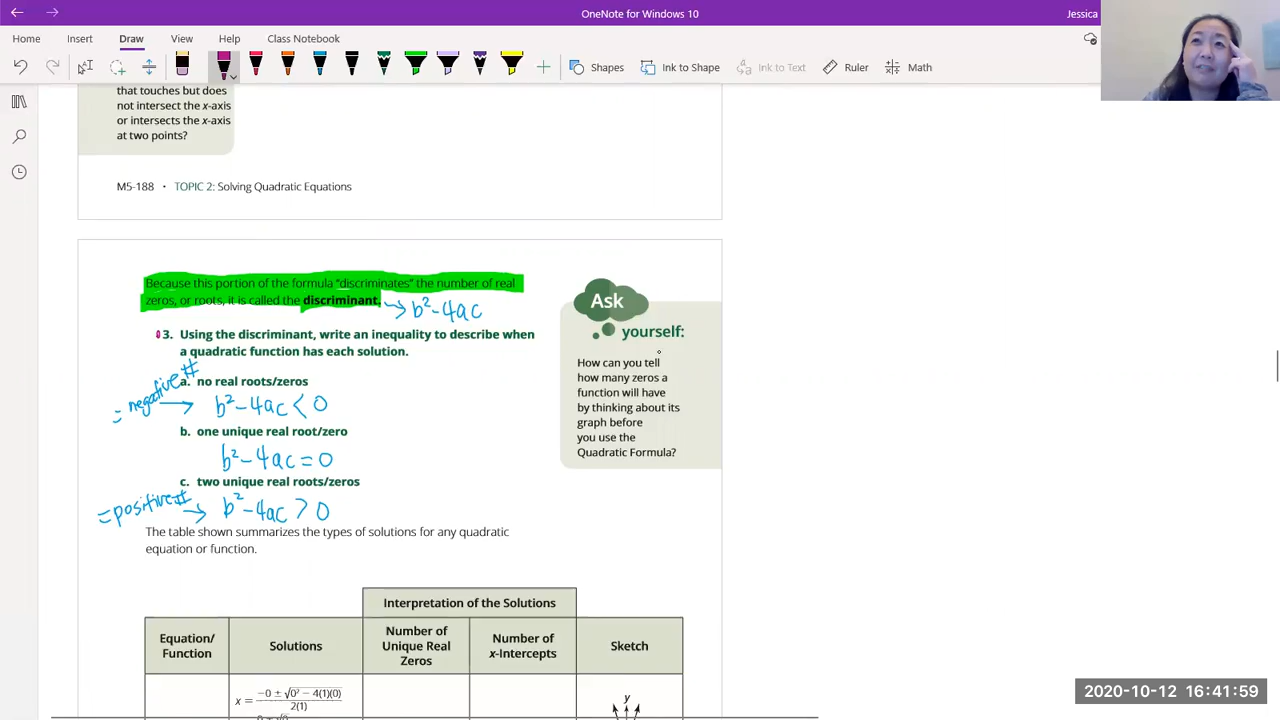 OneNote for Windows 10
Jessica
Home Insert Draw View Help Class Notebook
Shapes Ink to Shape Ink to Text Ruler Math
that touches but does
not intersect the x-axis
or intersects the x-axis
at two points?
M5-188 • TOPIC 2: Solving Quadratic Equations
Because this portion of the formula "discriminates" the number of real
zeros, or roots, it is called the discriminant. → b²-4ac
3. Using the discriminant, write an inequality to describe when
a quadratic function has each solution.
a. no real roots/zeros
= negative # → b²-4ac < 0
b. one unique real root/zero
b²-4ac = 0
c. two unique real roots/zeros
= positive # → b²-4ac > 0
The table shown summarizes the types of solutions for any quadratic
equation or function.
Ask
yourself:
How can you tell
how many zeros a
function will have
by thinking about its
graph before
you use the
Quadratic Formula?
Interpretation of the Solutions
Equation/
Function
Solutions
Number of
Unique Real
Zeros
Number of
x-Intercepts
Sketch
x = -0 ± √0² − 4(1)(0)
2(1)
y
2020-10-12 16:41:59